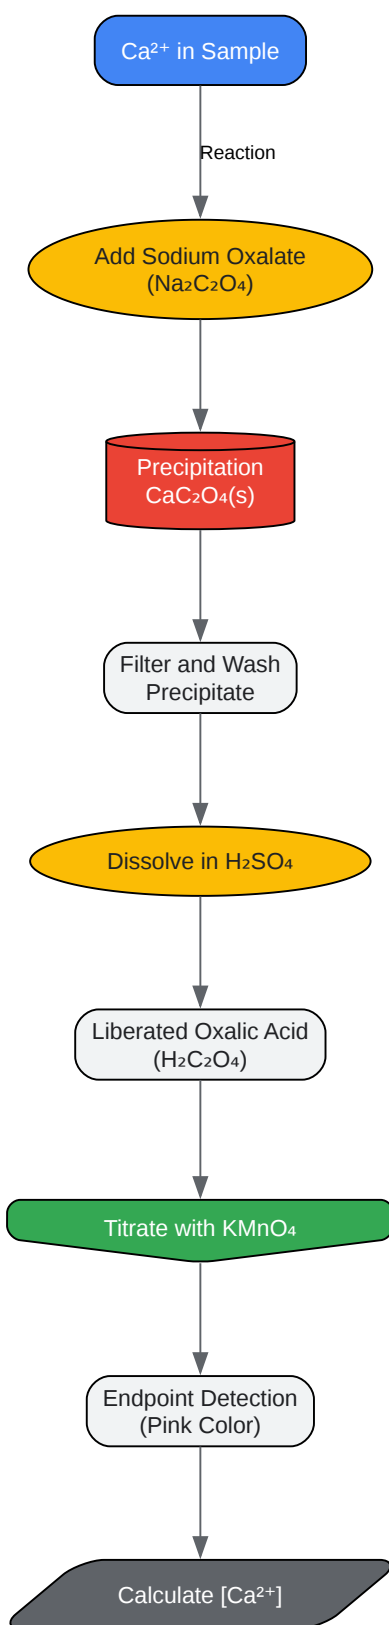 Ca²⁺ in Sample
Reaction
Add Sodium Oxalate
(Na₂C₂O₄)
Precipitation
CaC₂O₄(s)
Filter and Wash
Precipitate
Dissolve in H₂SO₄
Liberated Oxalic Acid
(H₂C₂O₄)
Titrate with KMnO₄
Endpoint Detection
(Pink Color)
Calculate [Ca²⁺]